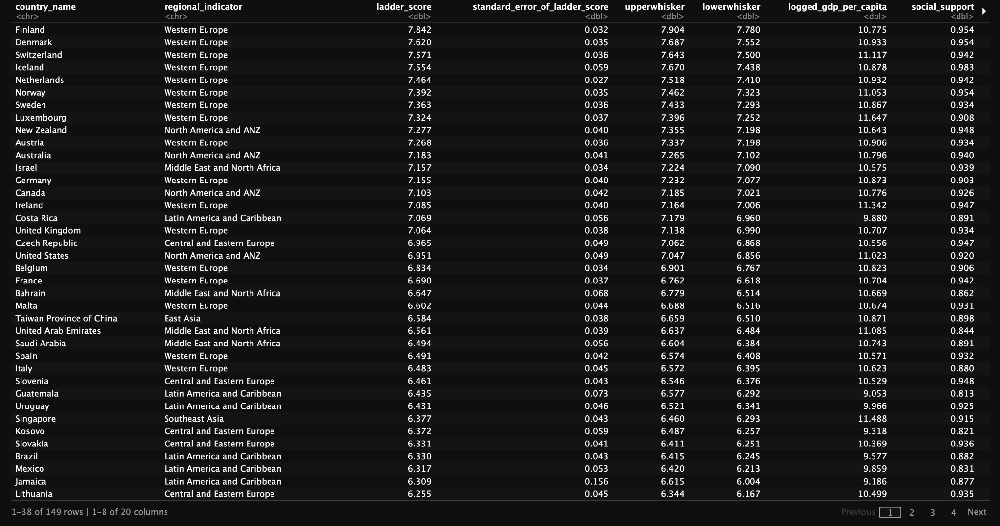 country_name regional_indicator ladder_score standard_error_of_ladder_score upperwhisker lowerwhisker logged_gdp_per_capita social_support
<chr> <chr> <dbl> <dbl> <dbl> <dbl> <dbl> <dbl>
Finland Western Europe 7.842 0.032 7.904 7.780 10.775 0.954
Denmark Western Europe 7.620 0.035 7.687 7.552 10.933 0.954
Switzerland Western Europe 7.571 0.036 7.643 7.500 11.117 0.942
Iceland Western Europe 7.554 0.059 7.670 7.438 10.878 0.983
Netherlands Western Europe 7.464 0.027 7.518 7.410 10.932 0.942
Norway Western Europe 7.392 0.035 7.462 7.323 11.053 0.954
Sweden Western Europe 7.363 0.036 7.433 7.293 10.867 0.934
Luxembourg Western Europe 7.324 0.037 7.396 7.252 11.647 0.908
New Zealand North America and ANZ 7.277 0.040 7.355 7.198 10.643 0.948
Austria Western Europe 7.268 0.036 7.337 7.198 10.906 0.934
Australia North America and ANZ 7.183 0.041 7.265 7.102 10.796 0.940
Israel Middle East and North Africa 7.157 0.034 7.224 7.090 10.575 0.939
Germany Western Europe 7.155 0.040 7.232 7.077 10.873 0.903
Canada North America and ANZ 7.103 0.042 7.185 7.021 10.776 0.926
Ireland Western Europe 7.085 0.040 7.164 7.006 11.342 0.947
Costa Rica Latin America and Caribbean 7.069 0.056 7.179 6.960 9.880 0.891
United Kingdom Western Europe 7.064 0.038 7.138 6.990 10.707 0.934
Czech Republic Central and Eastern Europe 6.965 0.049 7.062 6.868 10.556 0.947
United States North America and ANZ 6.951 0.049 7.047 6.856 11.023 0.920
Belgium Western Europe 6.834 0.034 6.901 6.767 10.823 0.906
France Western Europe 6.690 0.037 6.762 6.618 10.704 0.942
Bahrain Middle East and North Africa 6.647 0.068 6.779 6.514 10.669 0.862
Malta Western Europe 6.602 0.044 6.688 6.516 10.674 0.931
Taiwan Province of China East Asia 6.584 0.038 6.659 6.510 10.871 0.898
United Arab Emirates Middle East and North Africa 6.561 0.039 6.637 6.484 11.085 0.844
Saudi Arabia Middle East and North Africa 6.494 0.056 6.604 6.384 10.743 0.891
Spain Western Europe 6.491 0.042 6.574 6.408 10.571 0.932
Italy Western Europe 6.483 0.045 6.572 6.395 10.623 0.880
Slovenia Central and Eastern Europe 6.461 0.043 6.546 6.376 10.529 0.948
Guatemala Latin America and Caribbean 6.435 0.073 6.577 6.292 9.053 0.813
Uruguay Latin America and Caribbean 6.431 0.046 6.521 6.341 9.966 0.925
Singapore Southeast Asia 6.377 0.043 6.460 6.293 11.488 0.915
Kosovo Central and Eastern Europe 6.372 0.059 6.487 6.257 9.318 0.821
Slovakia Central and Eastern Europe 6.331 0.041 6.411 6.251 10.369 0.936
Brazil Latin America and Caribbean 6.330 0.043 6.415 6.245 9.577 0.882
Mexico Latin America and Caribbean 6.317 0.053 6.420 6.213 9.859 0.831
Jamaica Latin America and Caribbean 6.309 0.156 6.615 6.004 9.186 0.877
Lithuania Central and Eastern Europe 6.255 0.045 6.344 6.167 10.499 0.935
1-38 of 149 rows | 1-8 of 20 columns Previous 1 2 3 4 Next